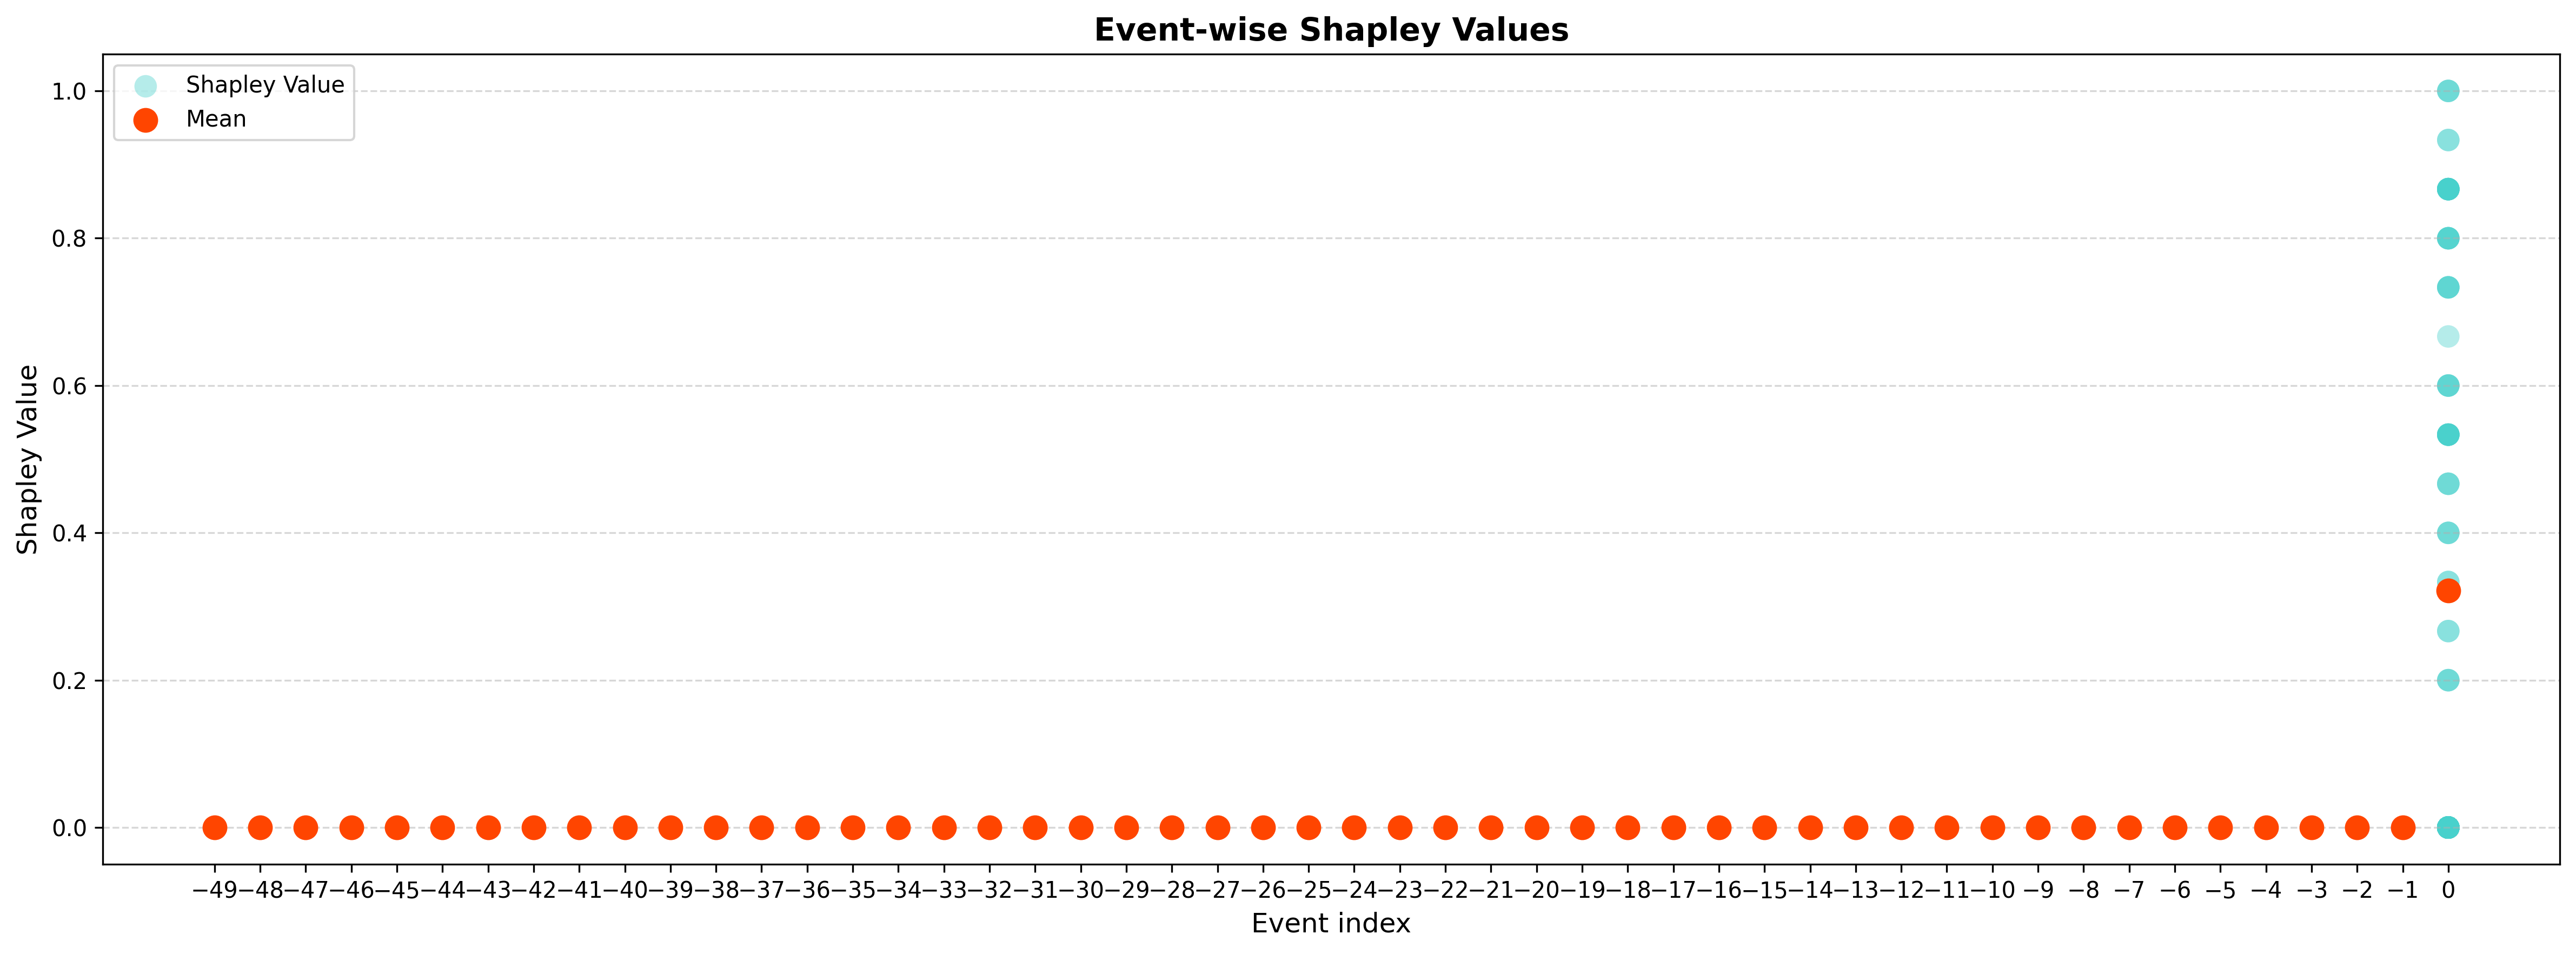 Event-wise Shapley Values
Shapley Value
Mean
1.0
0.8
0.6
0.4
0.2
0.0
Shapley Value
−49 −48 −47 −46 −45 −44 −43 −42 −41 −40 −39 −38 −37 −36 −35 −34 −33 −32 −31 −30 −29 −28 −27 −26 −25 −24 −23 −22 −21 −20 −19 −18 −17 −16 −15 −14 −13 −12 −11 −10 −9 −8 −7 −6 −5 −4 −3 −2 −1 0
Event index